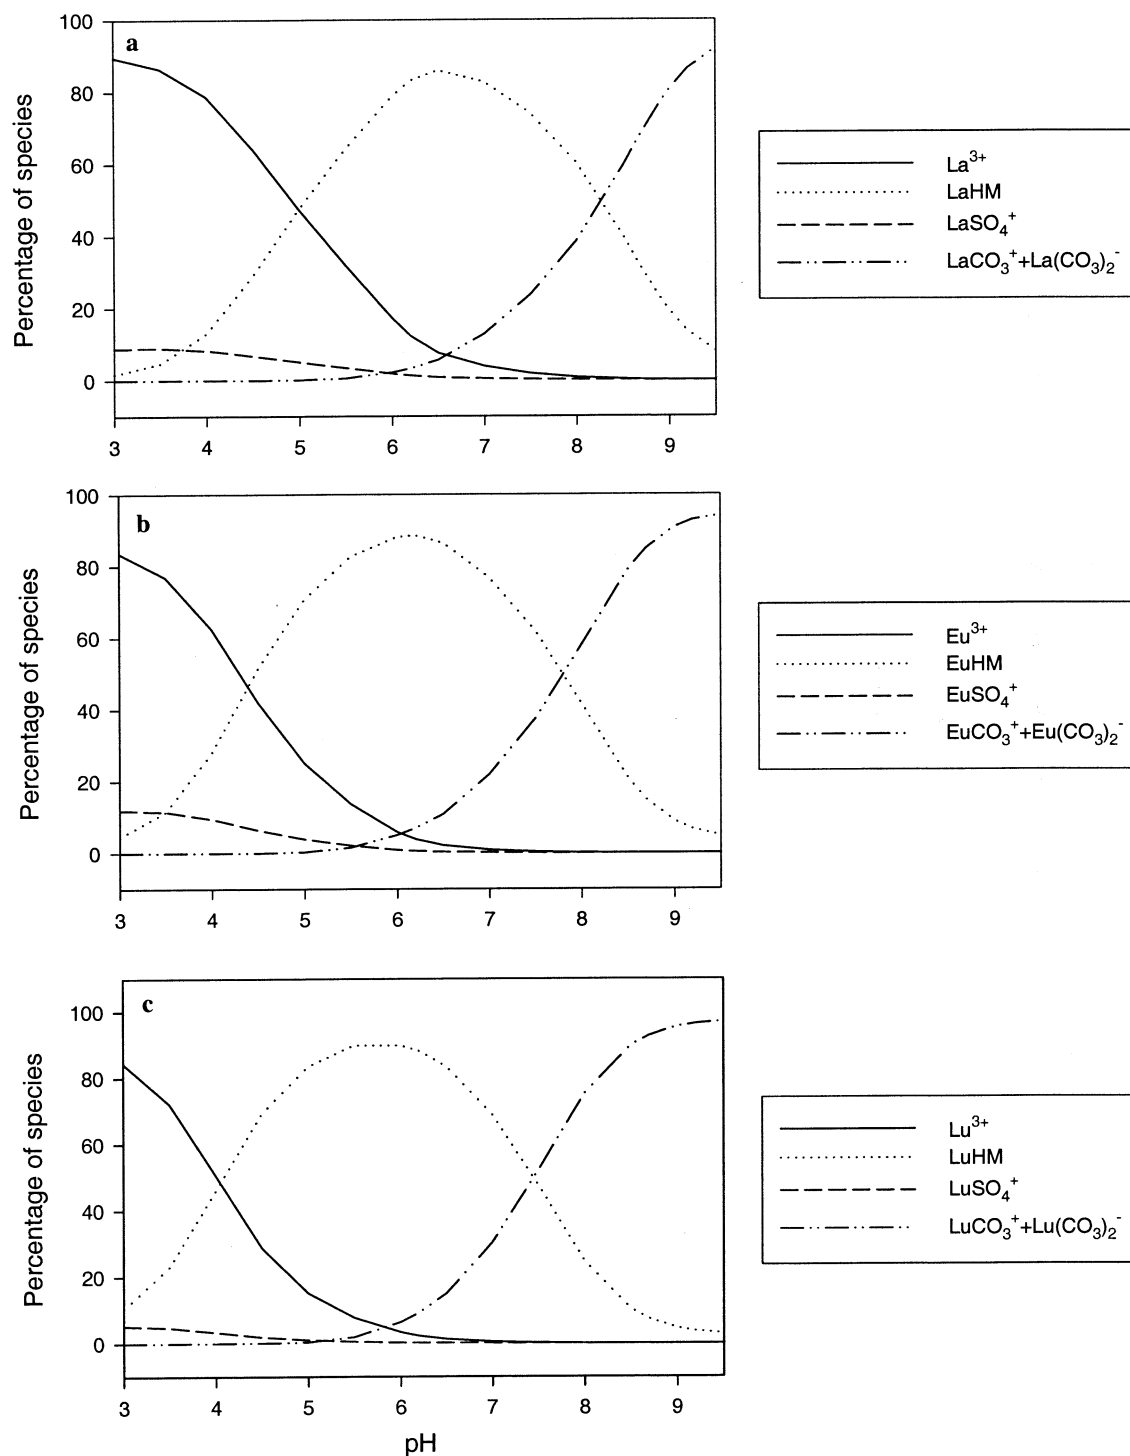 a
100
80
60
40
20
0
Percentage of species
3 4 5 6 7 8 9
La³⁺
LaHM
LaSO₄⁺
LaCO₃⁺+La(CO₃)₂⁻
b
100
80
60
40
20
0
Percentage of species
3 4 5 6 7 8 9
Eu³⁺
EuHM
EuSO₄⁺
EuCO₃⁺+Eu(CO₃)₂⁻
c
100
80
60
40
20
0
Percentage of species
3 4 5 6 7 8 9
pH
Lu³⁺
LuHM
LuSO₄⁺
LuCO₃⁺+Lu(CO₃)₂⁻